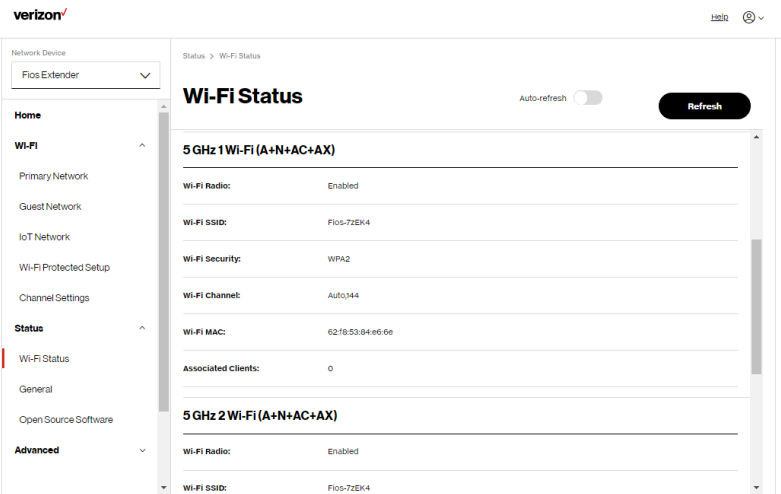 verizon
Help
Network Device
Fios Extender
Home
Wi-Fi
Primary Network
Guest Network
IoT Network
Wi-Fi Protected Setup
Channel Settings
Status
Wi-Fi Status
General
Open Source Software
Advanced
Status > Wi-Fi Status
Wi-Fi Status
Auto-refresh
Refresh
5 GHz 1 Wi-Fi (A+N+AC+AX)
Wi-Fi Radio: Enabled
Wi-Fi SSID: Fios-7zEK4
Wi-Fi Security: WPA2
Wi-Fi Channel: Auto,144
Wi-Fi MAC: 62:f8:53:84:e6:6e
Associated Clients: 0
5 GHz 2 Wi-Fi (A+N+AC+AX)
Wi-Fi Radio: Enabled
Wi-Fi SSID: Fios-7zEK4